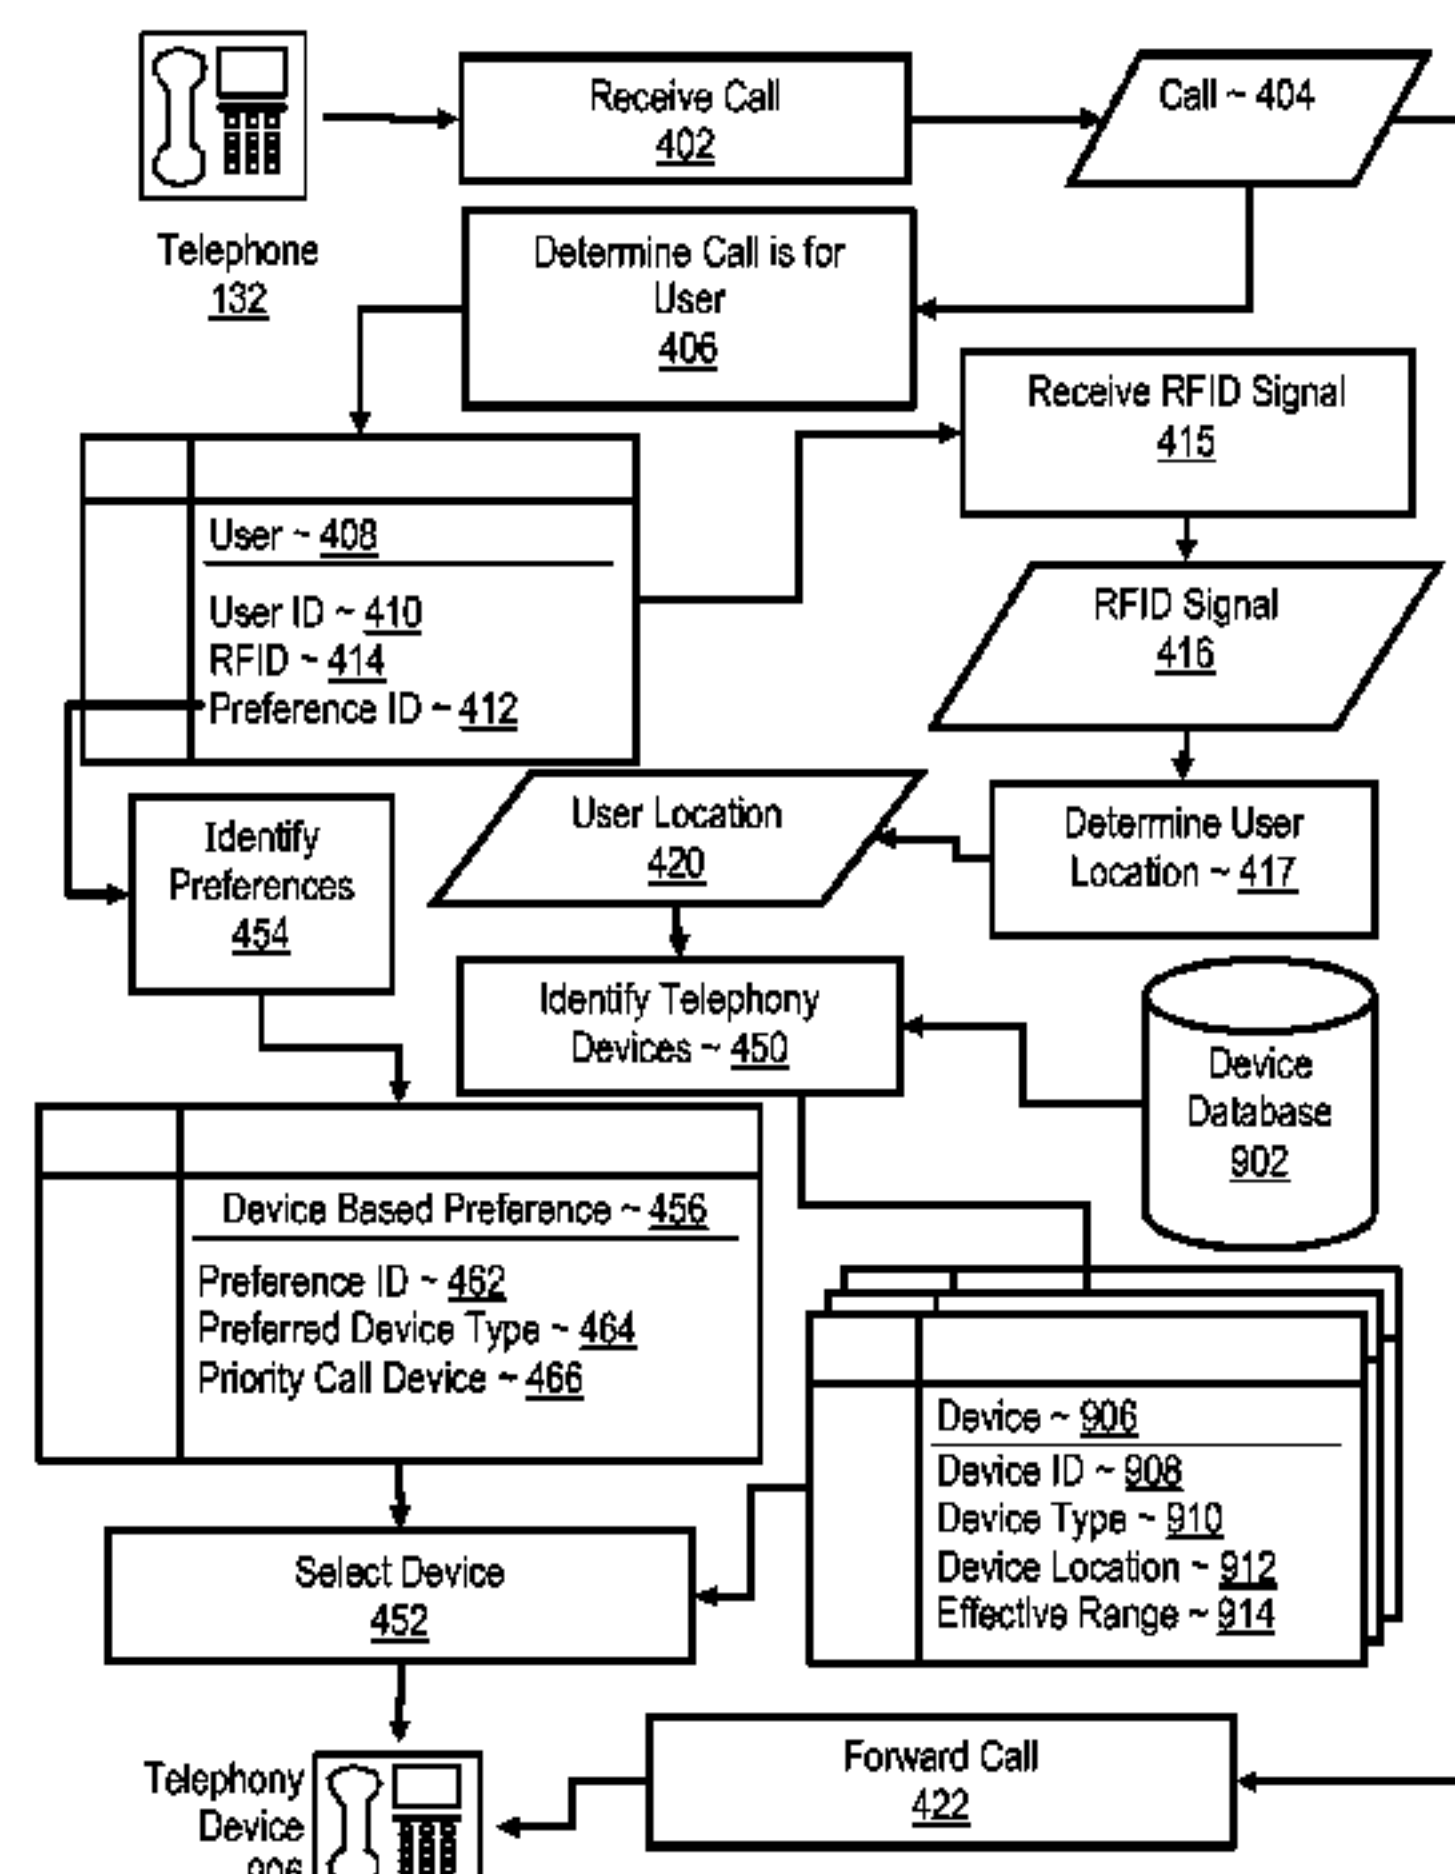 Receive Call
402
Call ~ 404
Telephone
132
Determine Call is for
User
406
Receive RFID Signal
415
User ~ 408
User ID ~ 410
RFID ~ 414
Preference ID ~ 412
RFID Signal
416
User Location
420
Determine User
Location ~ 417
Identify
Preferences
454
Identify Telephony
Devices ~ 450
Device
Database
902
Device Based Preference ~ 456
Preference ID ~ 462
Preferred Device Type ~ 464
Priority Call Device ~ 466
Device ~ 906
Device ID ~ 908
Device Type ~ 910
Device Location ~ 912
Effective Range ~ 914
Select Device
452
Forward Call
422
Telephony
Device
906